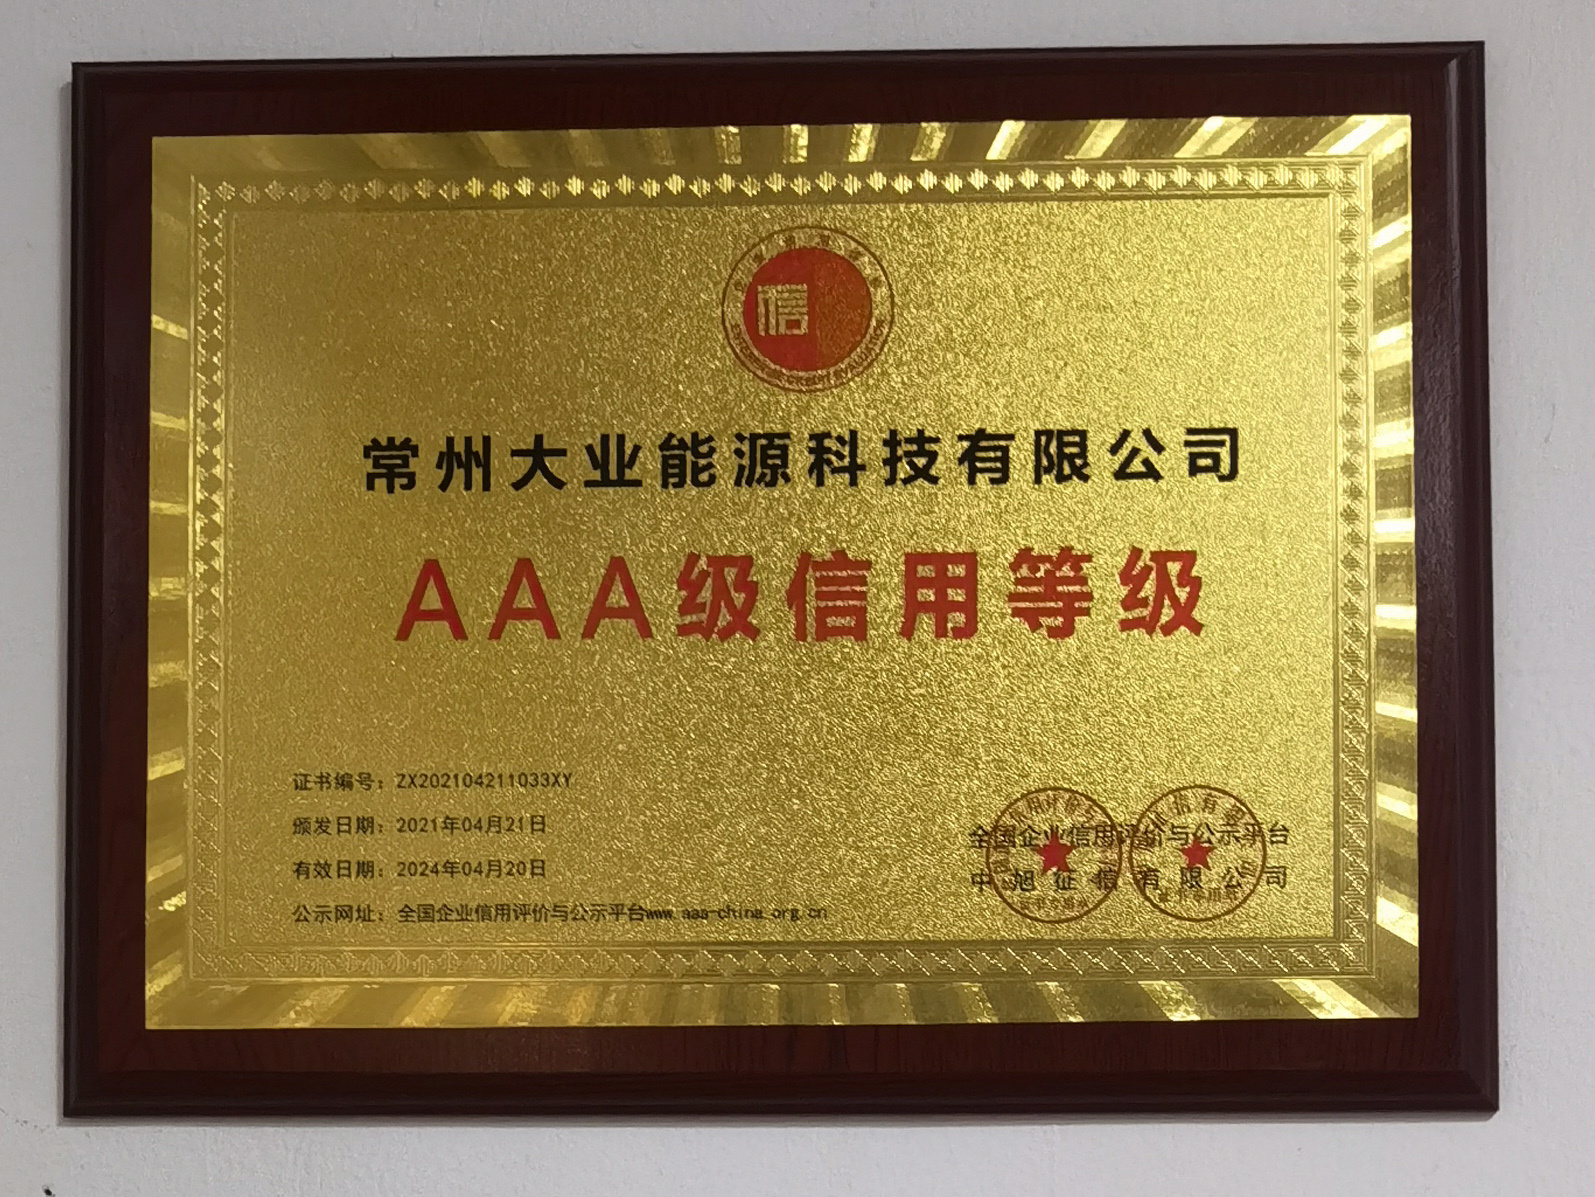 信
常州大业能源科技有限公司
AAA级信用等级
证书编号：ZX202104211033XY
颁发日期：2021年04月21日
有效日期：2024年04月20日
公示网址：全国企业信用评价与公示平台www.aaa-china.org.cn
全国企业信用评价与公示平台
中旭征信有限公司